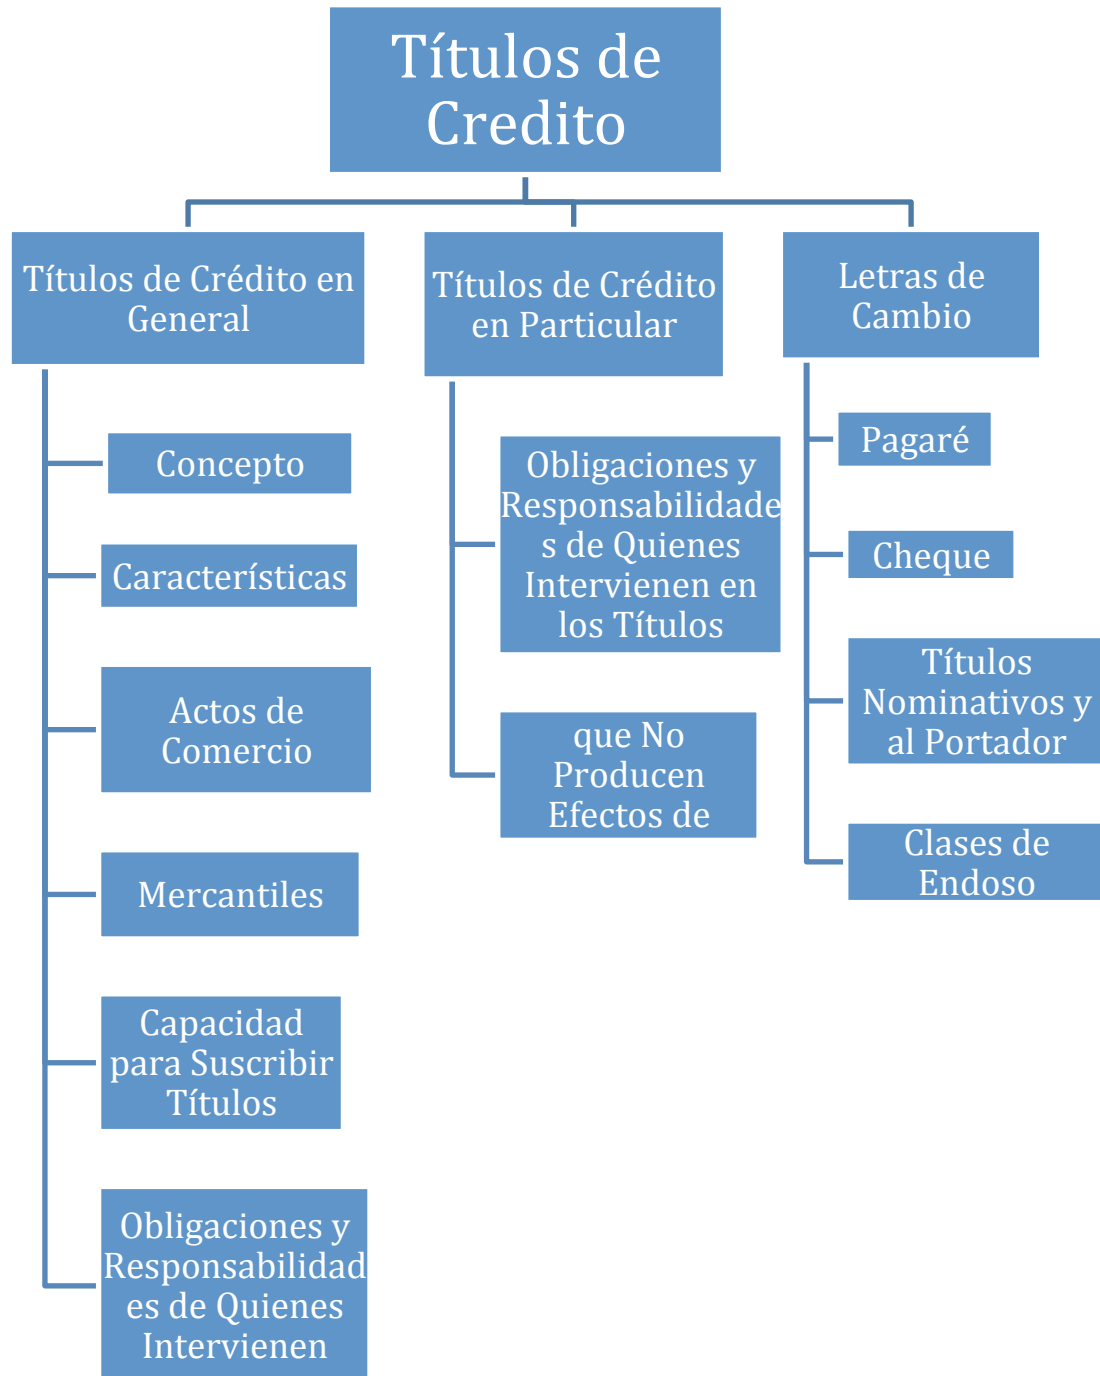 Títulos de
Credito
Títulos de Crédito en
General
Concepto
Características
Actos de
Comercio
Mercantiles
Capacidad
para Suscribir
Títulos
Obligaciones y
Responsabilidad
es de Quienes
Intervienen
Títulos de Crédito
en Particular
Obligaciones y
Responsabilidade
s de Quienes
Intervienen en
los Títulos
que No
Producen
Efectos de
Letras de
Cambio
Pagaré
Cheque
Títulos
Nominativos y
al Portador
Clases de
Endoso